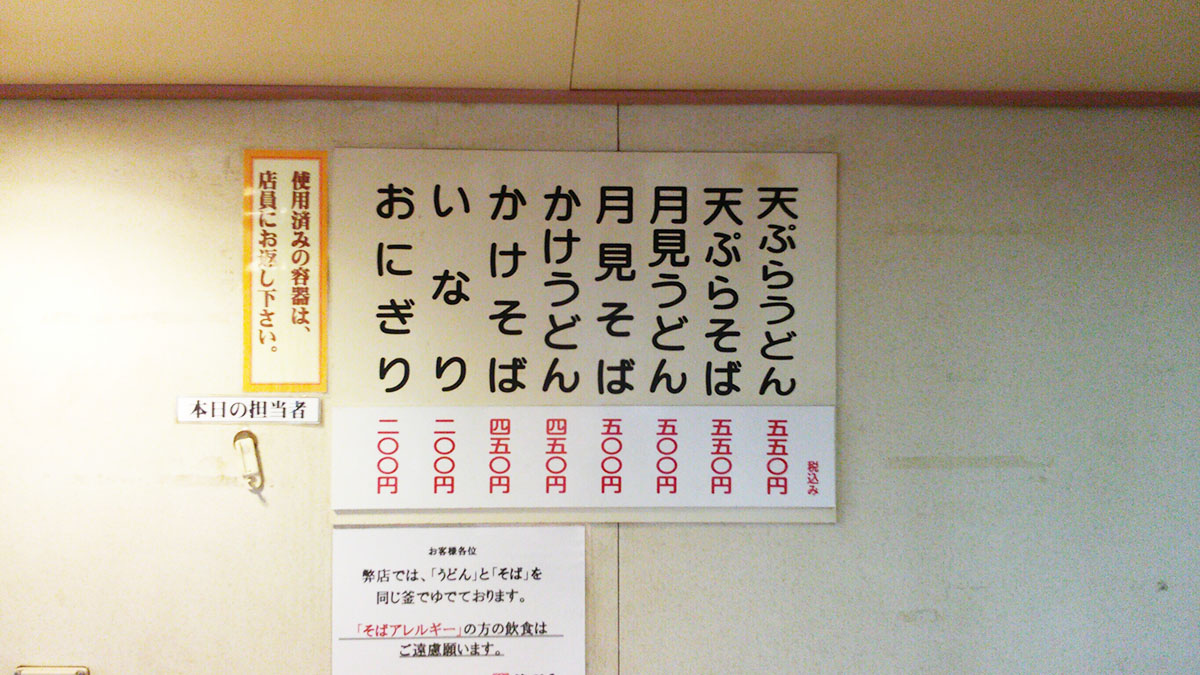 天ぷらうどん
五五〇円
天ぷらそば
五五〇円
月見うどん
五〇〇円
月見そば
五〇〇円
かけうどん
四五〇円
かけそば
四五〇円
いなり
二〇〇円
おにぎり
二〇〇円
税込み
使用済みの容器は、
店員にお返し下さい。
本日の担当者
お客様各位
弊店では、「うどん」と「そば」を
同じ釜でゆでております。
「そばアレルギー」の方の飲食は
ご遠慮願います。